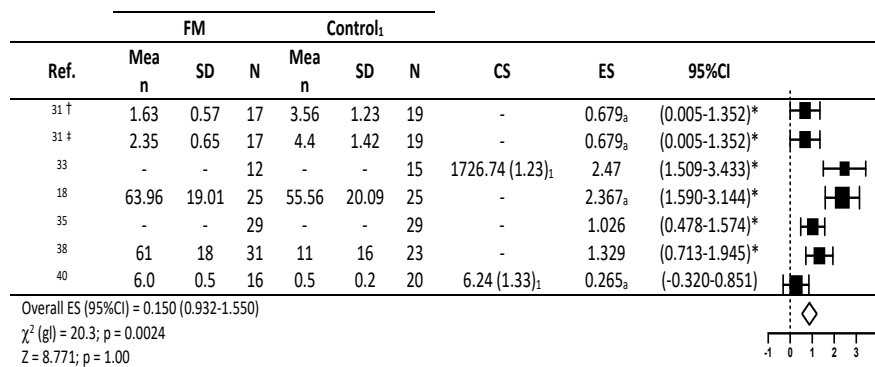 FM Control₁
Ref. Mea n SD N Mea n SD N CS ES 95%CI
31 † 1.63 0.57 17 3.56 1.23 19 - 0.679a (0.005-1.352)*
31 ‡ 2.35 0.65 17 4.4 1.42 19 - 0.679a (0.005-1.352)*
33 - - 12 - - 15 1726.74 (1.23)₁ 2.47 (1.509-3.433)*
18 63.96 19.01 25 55.56 20.09 25 - 2.367a (1.590-3.144)*
35 - - 29 - - 29 1.026 (0.478-1.574)*
38 61 18 31 11 16 23 1.329 (0.713-1.945)*
40 6.0 0.5 16 0.5 0.2 20 6.24 (1.33)₁ 0.265a (-0.320-0.851)
Overall ES (95%CI) = 0.150 (0.932-1.550)
χ² (gl) = 20.3; p = 0.0024
Z = 8.771; p = 1.00
-1 0 1 2 3